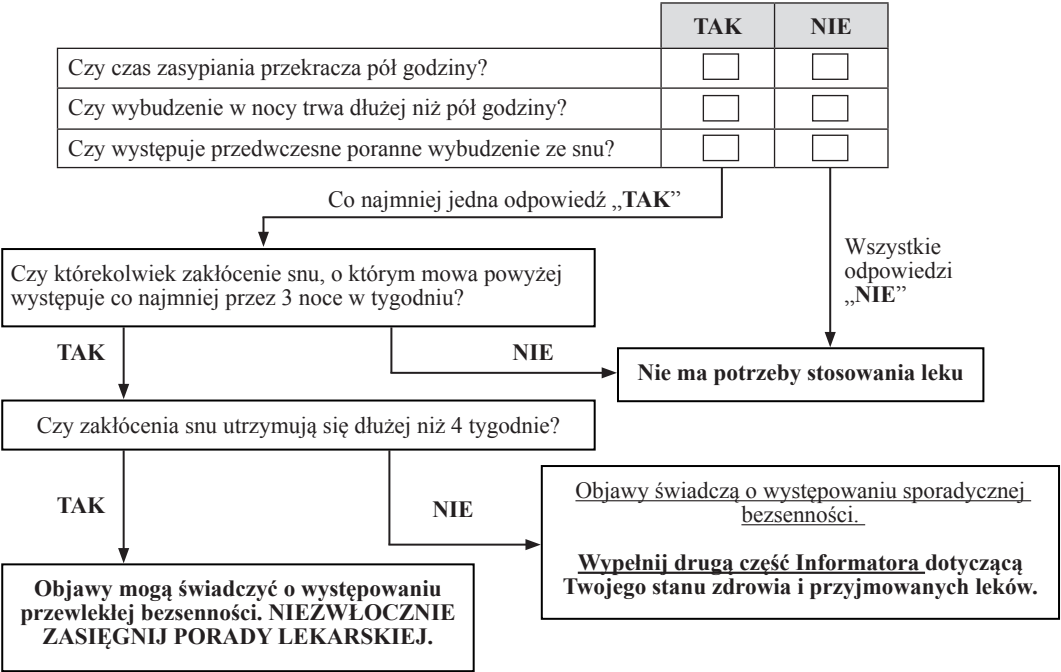 TAK NIE
Czy czas zasypiania przekracza pół godziny?
Czy wybudzenie w nocy trwa dłużej niż pół godziny?
Czy występuje przedwczesne poranne wybudzenie ze snu?
Co najmniej jedna odpowiedź „TAK”
Wszystkie
odpowiedzi
„NIE”
Czy którekolwiek zakłócenie snu, o którym mowa powyżej
występuje co najmniej przez 3 noce w tygodniu?
TAK
NIE
Nie ma potrzeby stosowania leku
Czy zakłócenia snu utrzymują się dłużej niż 4 tygodnie?
TAK
NIE
Objawy świadczą o występowaniu sporadycznej
bezsenności.
Wypełnij drugą część Informatora dotyczącą
Twojego stanu zdrowia i przyjmowanych leków.
Objawy mogą świadczyć o występowaniu
przewlekłej bezsenności. NIEZWŁOCZNIE
ZASIĘGNIJ PORADY LEKARSKIEJ.